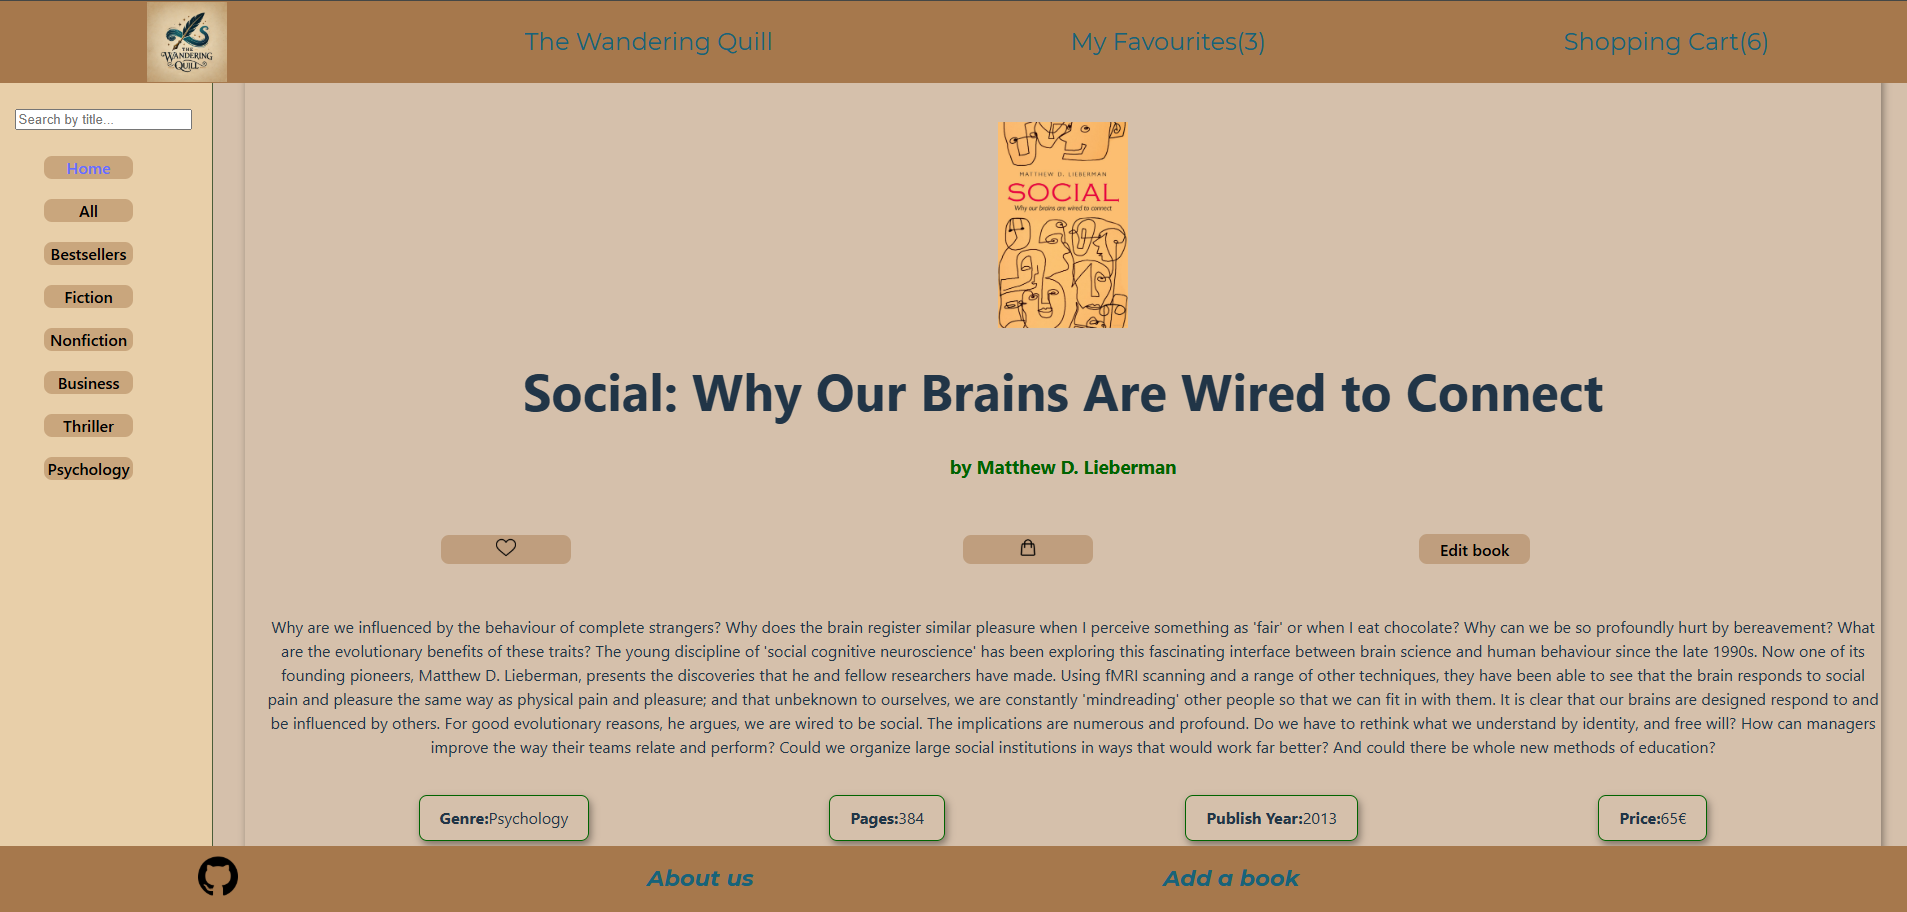 THE
WANDERING
QUILL
The Wandering Quill
My Favourites(3)
Shopping Cart(6)
Search by title...
Home
All
Bestsellers
Fiction
Nonfiction
Business
Thriller
Psychology
MATTHEW D. LIEBERMAN
SOCIAL
Why our brains are wired to connect
Social: Why Our Brains Are Wired to Connect
by Matthew D. Lieberman
Edit book
Why are we influenced by the behaviour of complete strangers? Why does the brain register similar pleasure when I perceive something as 'fair' or when I eat chocolate? Why can we be so profoundly hurt by bereavement? What
are the evolutionary benefits of these traits? The young discipline of 'social cognitive neuroscience' has been exploring this fascinating interface between brain science and human behaviour since the late 1990s. Now one of its
founding pioneers, Matthew D. Lieberman, presents the discoveries that he and fellow researchers have made. Using fMRI scanning and a range of other techniques, they have been able to see that the brain responds to social
pain and pleasure the same way as physical pain and pleasure; and that unbeknown to ourselves, we are constantly 'mindreading' other people so that we can fit in with them. It is clear that our brains are designed respond to and
be influenced by others. For good evolutionary reasons, he argues, we are wired to be social. The implications are numerous and profound. Do we have to rethink what we understand by identity, and free will? How can managers
improve the way their teams relate and perform? Could we organize large social institutions in ways that would work far better? And could there be whole new methods of education?
Genre:Psychology
Pages:384
Publish Year:2013
Price:65€
About us
Add a book